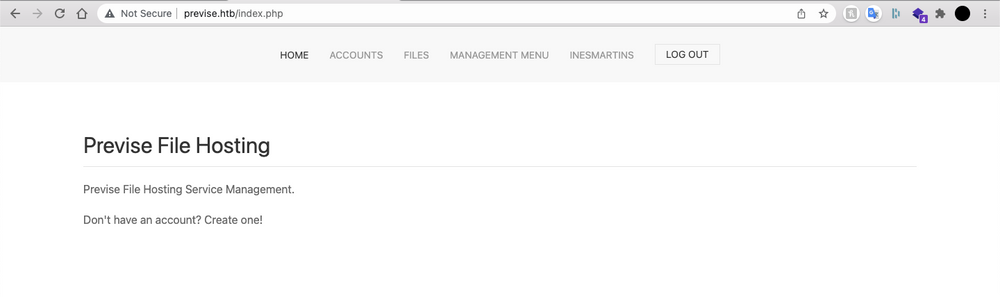 Not Secure | previse.htb/index.php
4
HOME ACCOUNTS FILES MANAGEMENT MENU INESMARTINS LOG OUT
Previse File Hosting
Previse File Hosting Service Management.
Don't have an account? Create one!